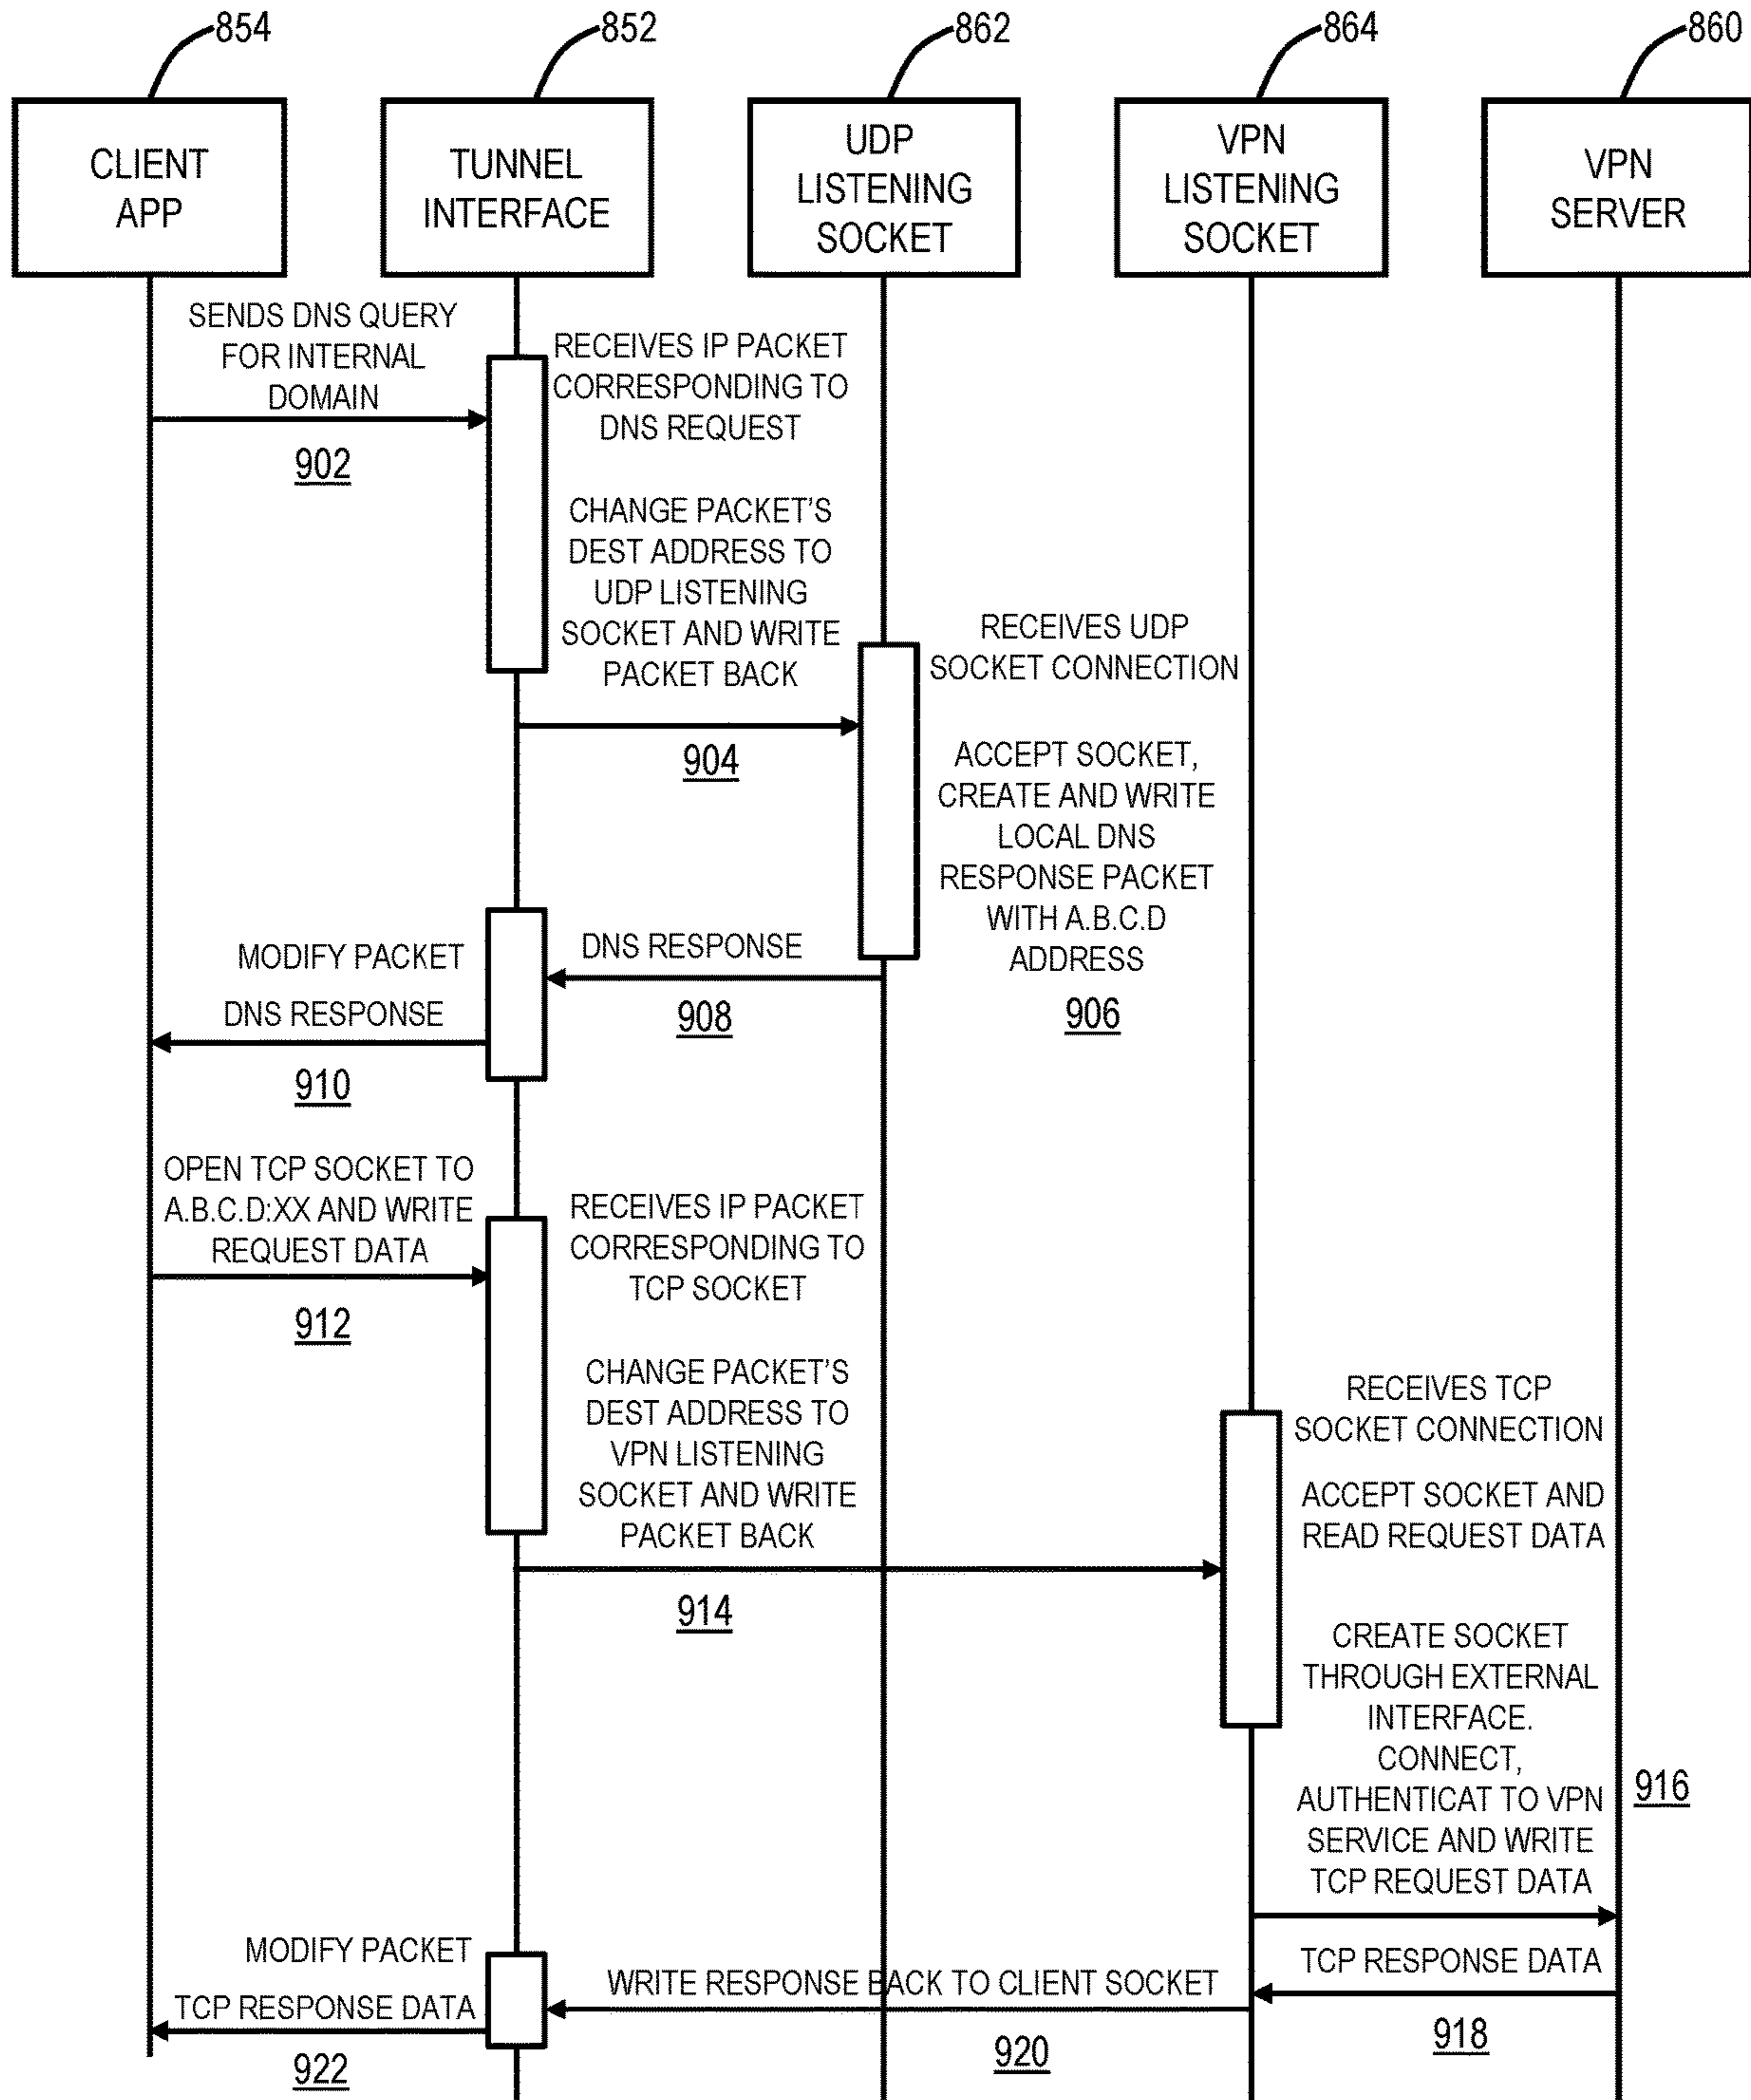 854
852
862
864
860
CLIENT
APP
TUNNEL
INTERFACE
UDP
LISTENING
SOCKET
VPN
LISTENING
SOCKET
VPN
SERVER
SENDS DNS QUERY
FOR INTERNAL
DOMAIN
902
RECEIVES IP PACKET
CORRESPONDING TO
DNS REQUEST
CHANGE PACKET'S
DEST ADDRESS TO
UDP LISTENING
SOCKET AND WRITE
PACKET BACK
904
RECEIVES UDP
SOCKET CONNECTION
ACCEPT SOCKET,
CREATE AND WRITE
LOCAL DNS
RESPONSE PACKET
WITH A.B.C.D
ADDRESS
906
DNS RESPONSE
908
MODIFY PACKET
DNS RESPONSE
910
OPEN TCP SOCKET TO
A.B.C.D:XX AND WRITE
REQUEST DATA
912
RECEIVES IP PACKET
CORRESPONDING TO
TCP SOCKET
CHANGE PACKET'S
DEST ADDRESS TO
VPN LISTENING
SOCKET AND WRITE
PACKET BACK
914
RECEIVES TCP
SOCKET CONNECTION
ACCEPT SOCKET AND
READ REQUEST DATA
CREATE SOCKET
THROUGH EXTERNAL
INTERFACE.
CONNECT,
AUTHENTICAT TO VPN
SERVICE AND WRITE
TCP REQUEST DATA
916
TCP RESPONSE DATA
918
WRITE RESPONSE BACK TO CLIENT SOCKET
920
MODIFY PACKET
TCP RESPONSE DATA
922